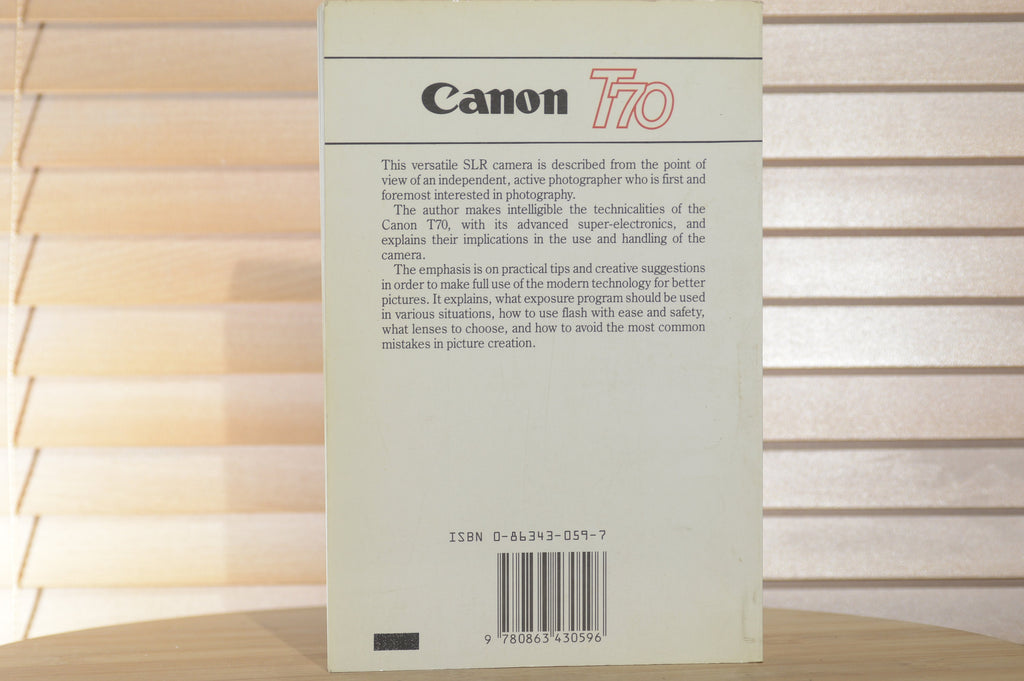 Canon T70
This versatile SLR camera is described from the point of
view of an independent, active photographer who is first and
foremost interested in photography.
The author makes intelligible the technicalities of the
Canon T70, with its advanced super-electronics, and
explains their implications in the use and handling of the
camera.
The emphasis is on practical tips and creative suggestions
in order to make full use of the modern technology for better
pictures. It explains, what exposure program should be used
in various situations, how to use flash with ease and safety,
what lenses to choose, and how to avoid the most common
mistakes in picture creation.
ISBN 0-86343-059-7
9 780863 430596